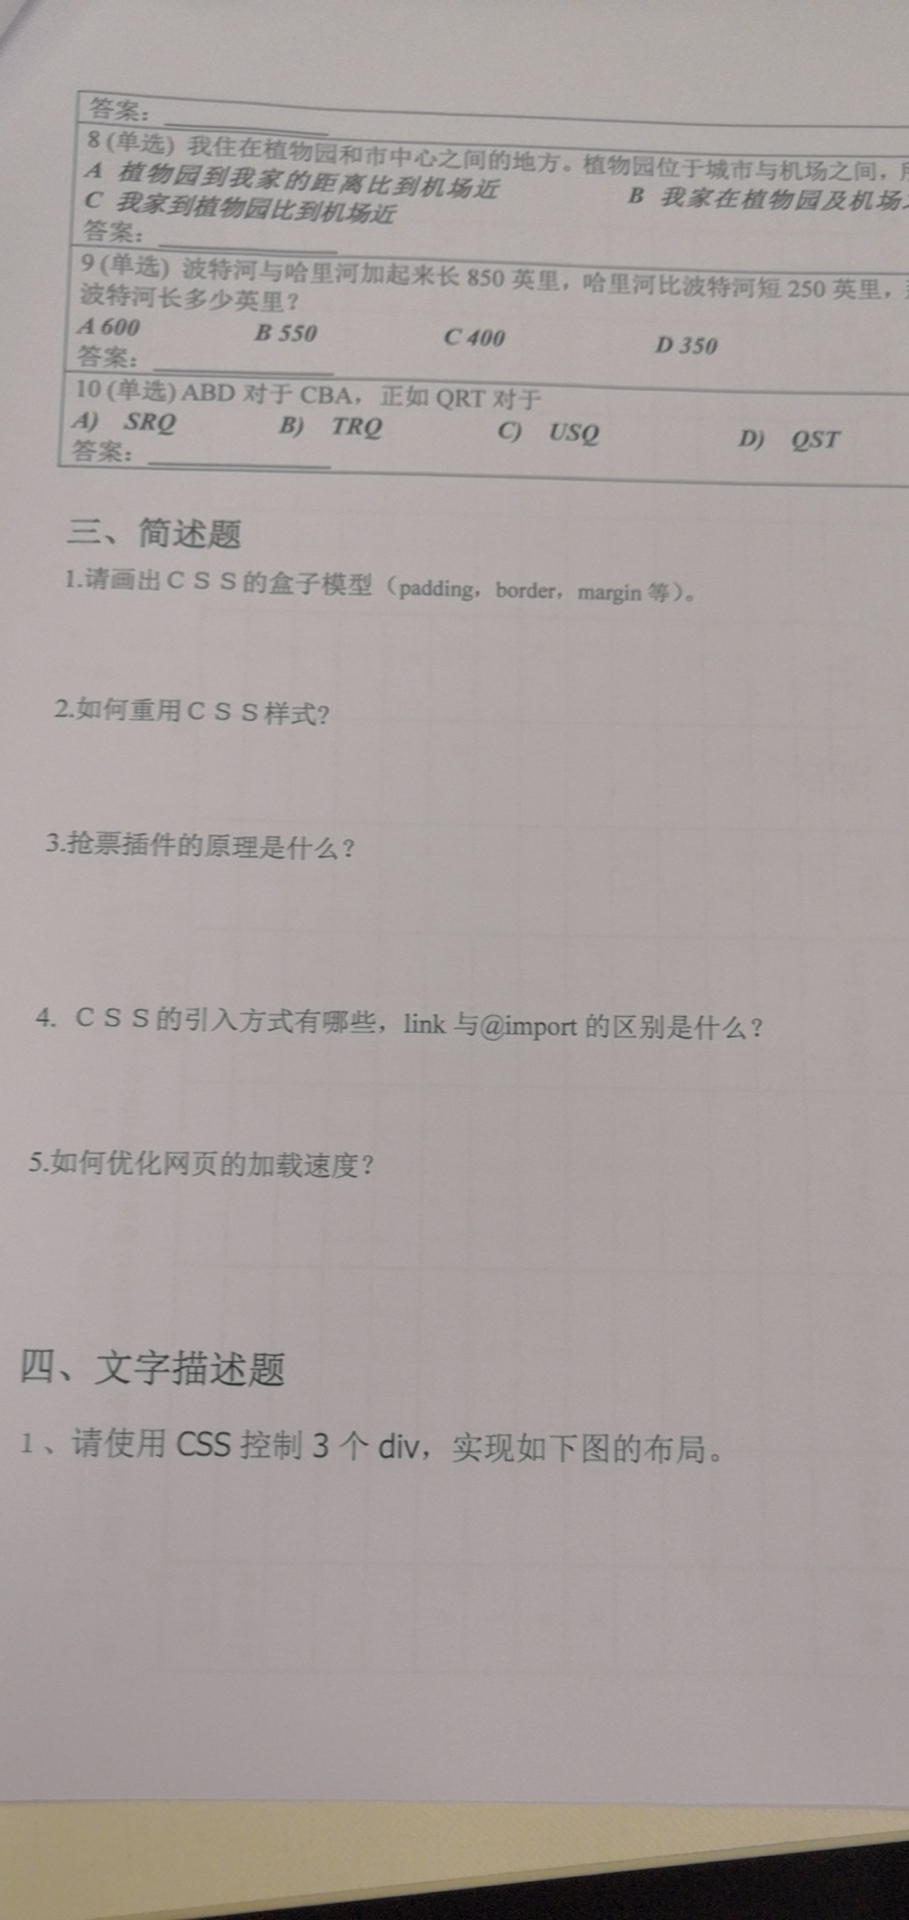 答案：
8 (单选) 我住在植物园和市中心之间的地方。植物园位于城市与机场之间，
A 植物园到我家的距离比到机场近 B 我家在植物园及机场
C 我家到植物园比到机场近
答案：
9 (单选) 波特河与哈里河加起来长 850 英里，哈里河比波特河短 250 英里，
波特河长多少英里？
A 600 B 550 C 400 D 350
答案：
10 (单选) ABD 对于 CBA，正如 QRT 对于
A) SRQ B) TRQ C) USQ D) QST
答案：
三、简述题
1.请画出ＣＳＳ的盒子模型（padding，border，margin 等）。
2.如何重用ＣＳＳ样式?
3.抢票插件的原理是什么？
4. ＣＳＳ的引入方式有哪些，link 与@import 的区别是什么？
5.如何优化网页的加载速度？
四、文字描述题
1、请使用 CSS 控制 3 个 div，实现如下图的布局。